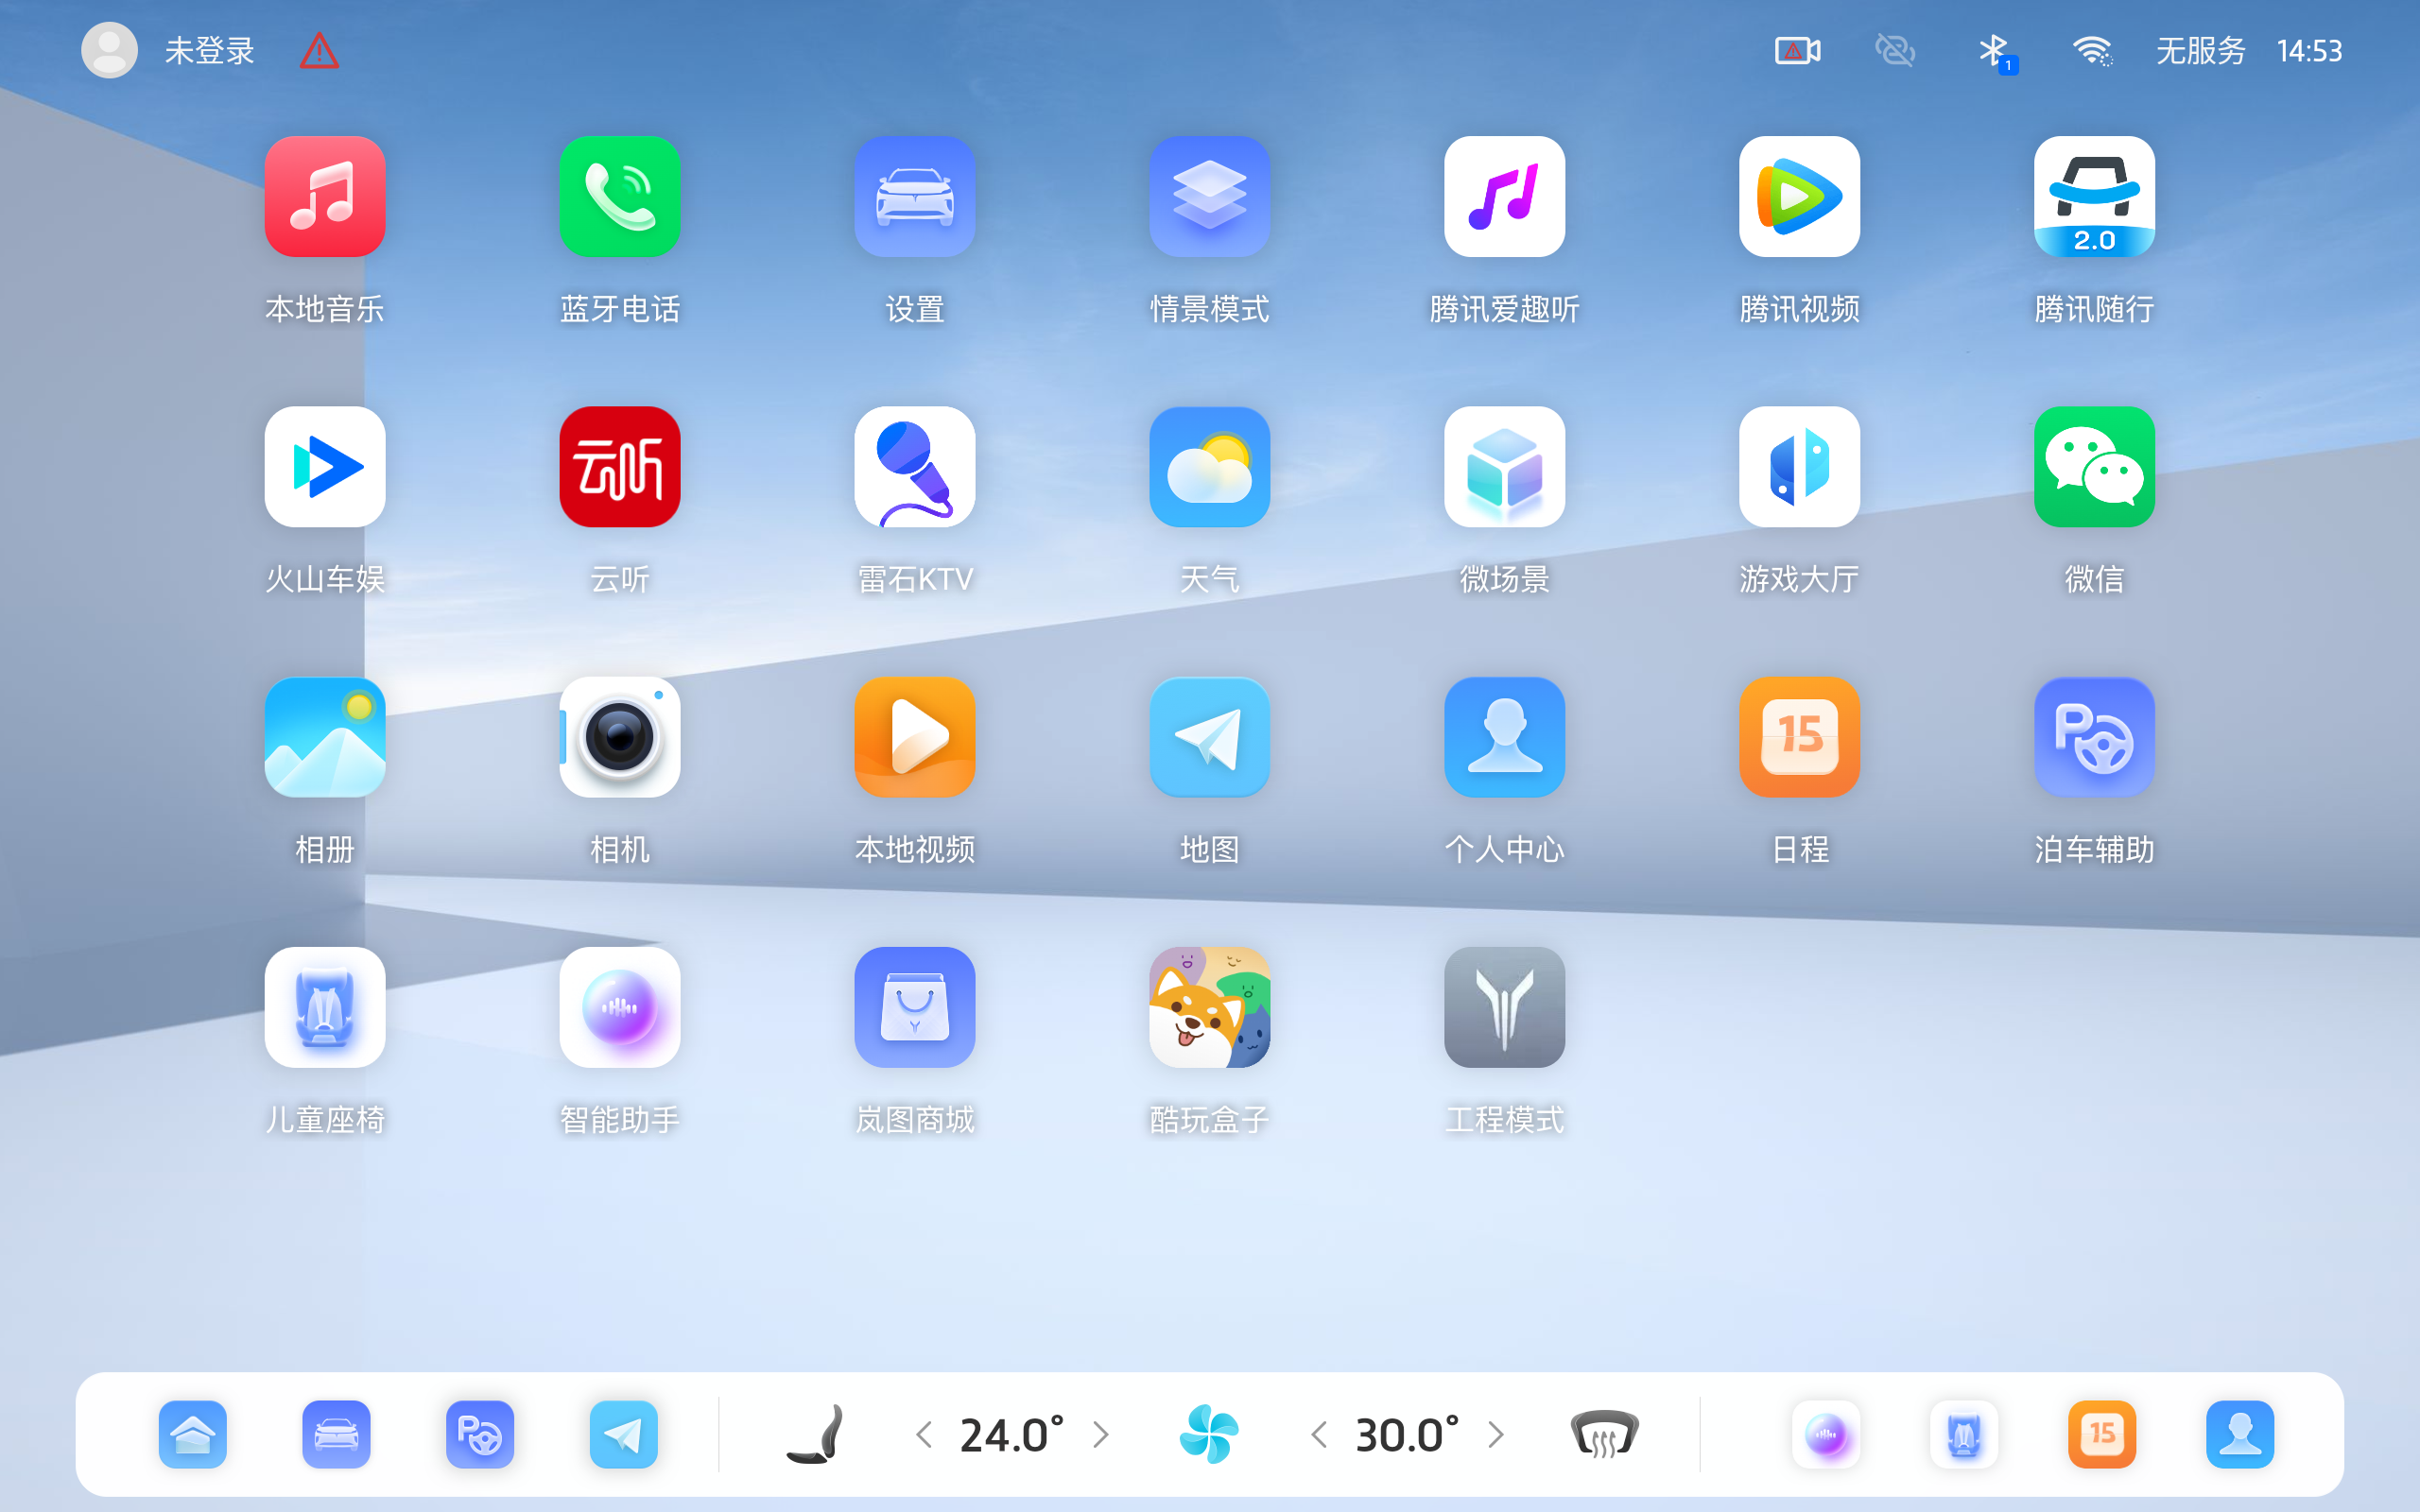 未登录
1
无服务 14:53
2.0
本地音乐 蓝牙电话 设置 情景模式 腾讯爱趣听 腾讯视频 腾讯随行
云听
火山车娱 云听 雷石KTV 天气 微场景 游戏大厅 微信
15
P
相册 相机 本地视频 地图 个人中心 日程 泊车辅助
儿童座椅 智能助手 岚图商城 酷玩盒子 工程模式
P 24.0° 30.0° 15